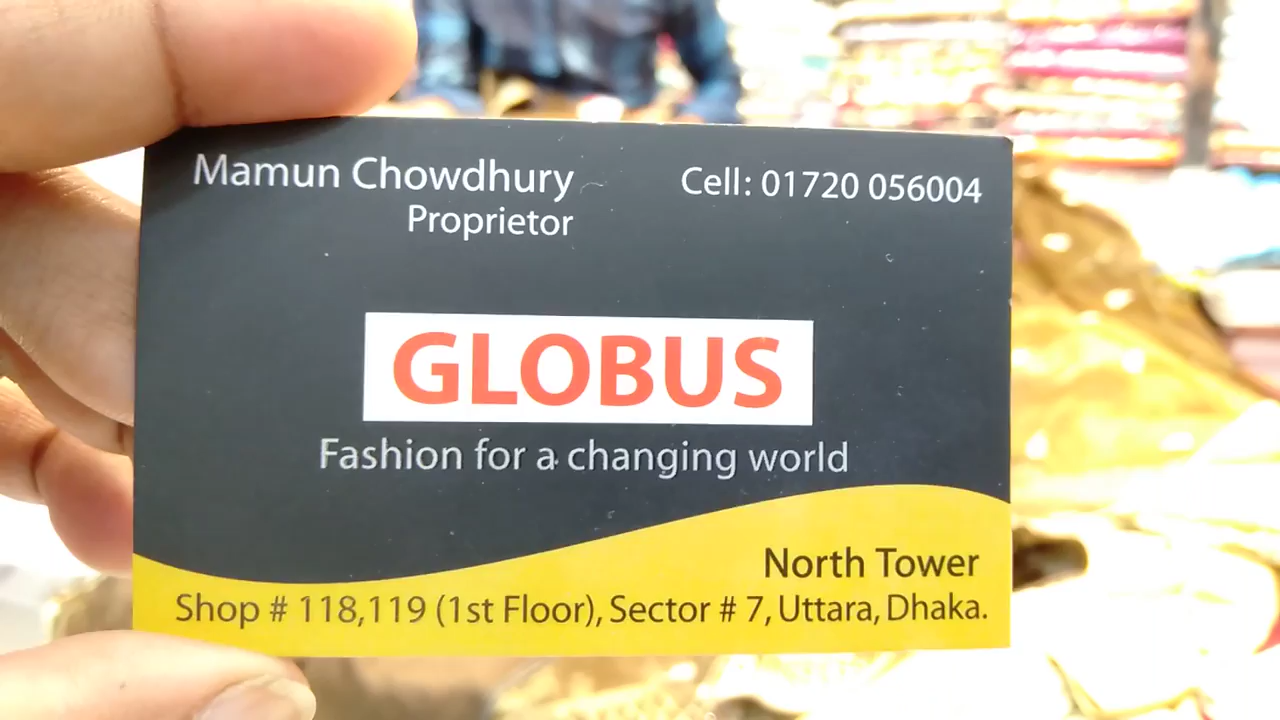 Mamun Chowdhury
Proprietor
Cell: 01720 056004
GLOBUS
Fashion for a changing world
North Tower
Shop # 118,119 (1st Floor), Sector # 7, Uttara, Dhaka.